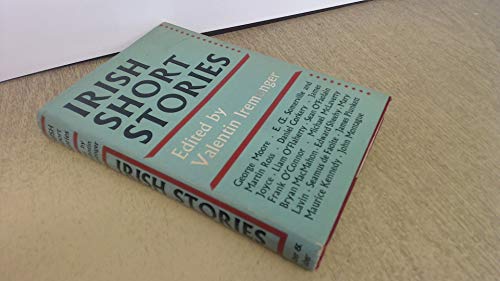 IRISH
SHORT
STORIES
Edited by
Valentin Iremonger
George Moore · E. Œ. Somerville and
Martin Ross · Daniel Corkery · James
Joyce · Liam O'Flaherty · Sean O'Faolain
Frank O'Connor · Michael McLaverty
Bryan MacMahon · Edward Sheehy · Mary
Lavin · Seamus de Faoite · James Plunkett
Maurice Kennedy · John Montague
IRISH STORIES